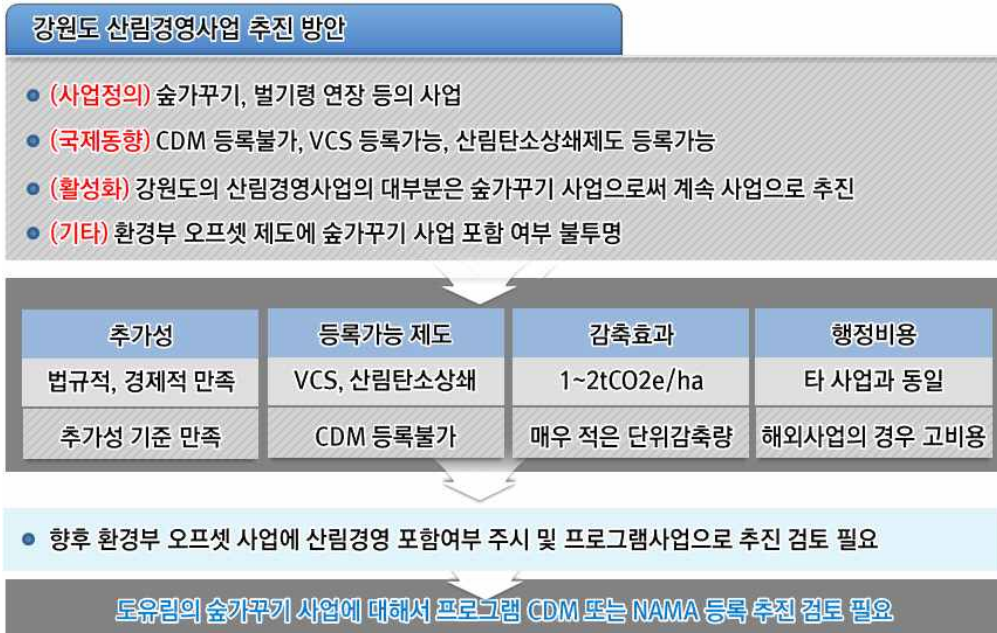 강원도 산림경영사업 추진 방안
(사업정의) 숲가꾸기, 벌기령 연장 등의 사업
(국제동향) CDM 등록불가, VCS 등록가능, 산림탄소상쇄제도 등록가능
(활성화) 강원도의 산림경영사업의 대부분은 숲가꾸기 사업으로써 계속 사업으로 추진
(기타) 환경부 오프셋 제도에 숲가꾸기 사업 포함 여부 불투명
추가성 등록가능 제도 감축효과 행정비용
법규적, 경제적 만족 VCS, 산림탄소상쇄 1~2tCO2e/ha 타 사업과 동일
추가성 기준 만족 CDM 등록불가 매우 적은 단위감축량 해외사업의 경우 고비용
향후 환경부 오프셋 사업에 산림경영 포함여부 주시 및 프로그램사업으로 추진 검토 필요
도유림의 숲가꾸기 사업에 대해서 프로그램 CDM 또는 NAMA 등록 추진 검토 필요